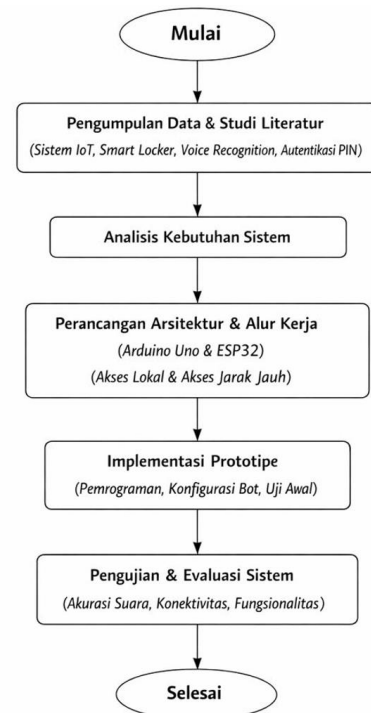 Mulai
Pengumpulan Data & Studi Literatur
(Sistem IoT, Smart Locker, Voice Recognition, Autentikasi PIN)
Analisis Kebutuhan Sistem
Perancangan Arsitektur & Alur Kerja
(Arduino Uno & ESP32)
(Akses Lokal & Akses Jarak Jauh)
Implementasi Prototipe
(Pemrograman, Konfigurasi Bot, Uji Awal)
Pengujian & Evaluasi Sistem
(Akurasi Suara, Konektivitas, Fungsionalitas)
Selesai